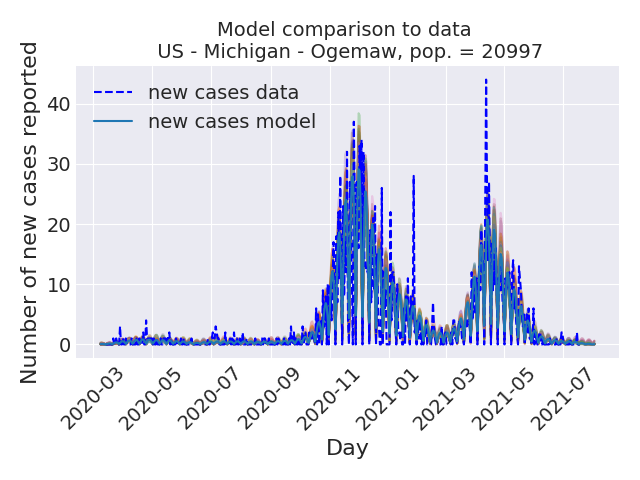 Model comparison to data
US - Michigan - Ogemaw, pop. = 20997
Number of new cases reported
40
30
20
10
0
new cases data
new cases model
2020-03
2020-05
2020-07
2020-09
2020-11
2021-01
2021-03
2021-05
2021-07
Day